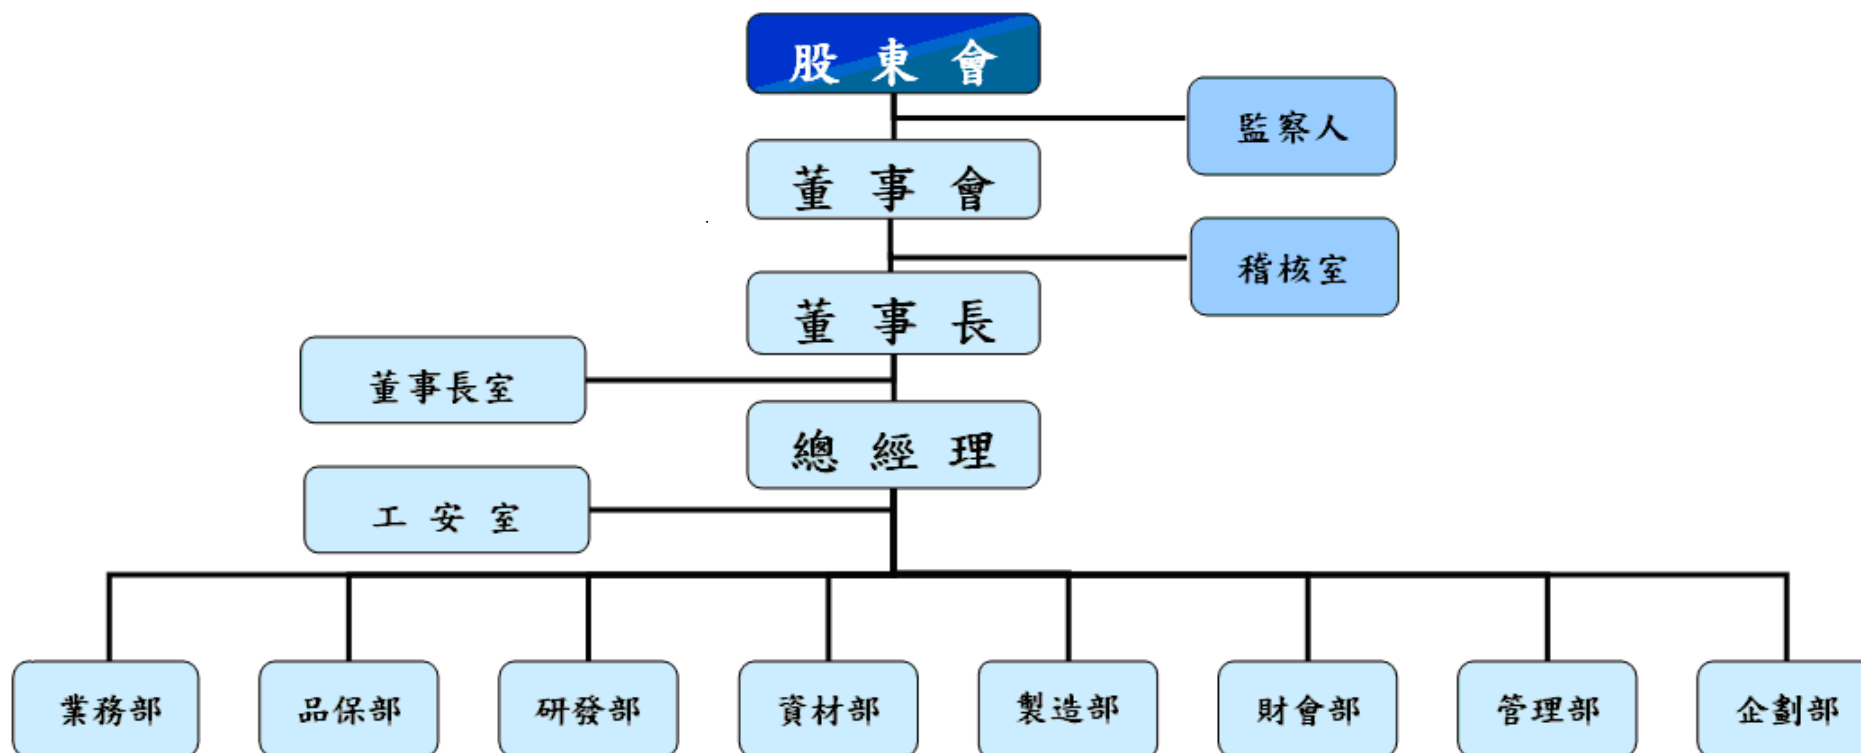 股東會
監察人
董事會
稽核室
董事長
董事長室
總經理
工安室
業務部
品保部
研發部
資材部
製造部
財會部
管理部
企劃部